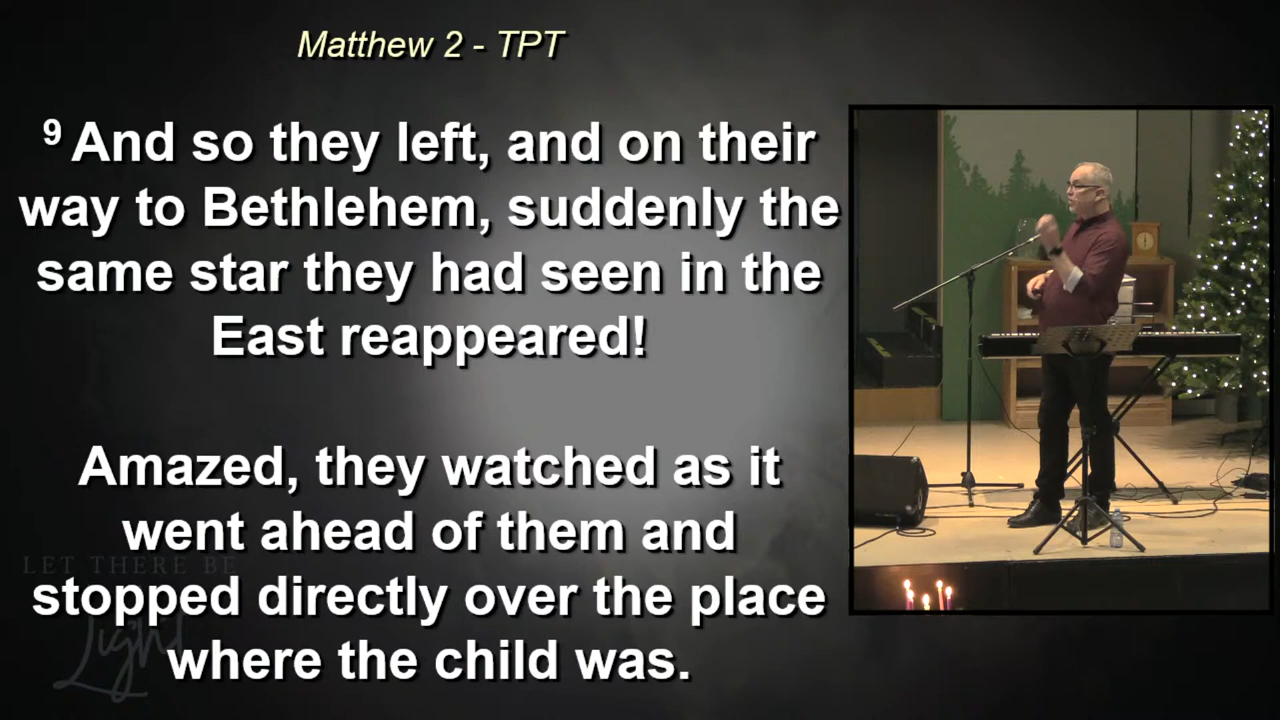 Matthew 2 - TPT
9 And so they left, and on their
way to Bethlehem, suddenly the
same star they had seen in the
East reappeared!
Amazed, they watched as it
went ahead of them and
stopped directly over the place
where the child was.
LET THERE BE
Light